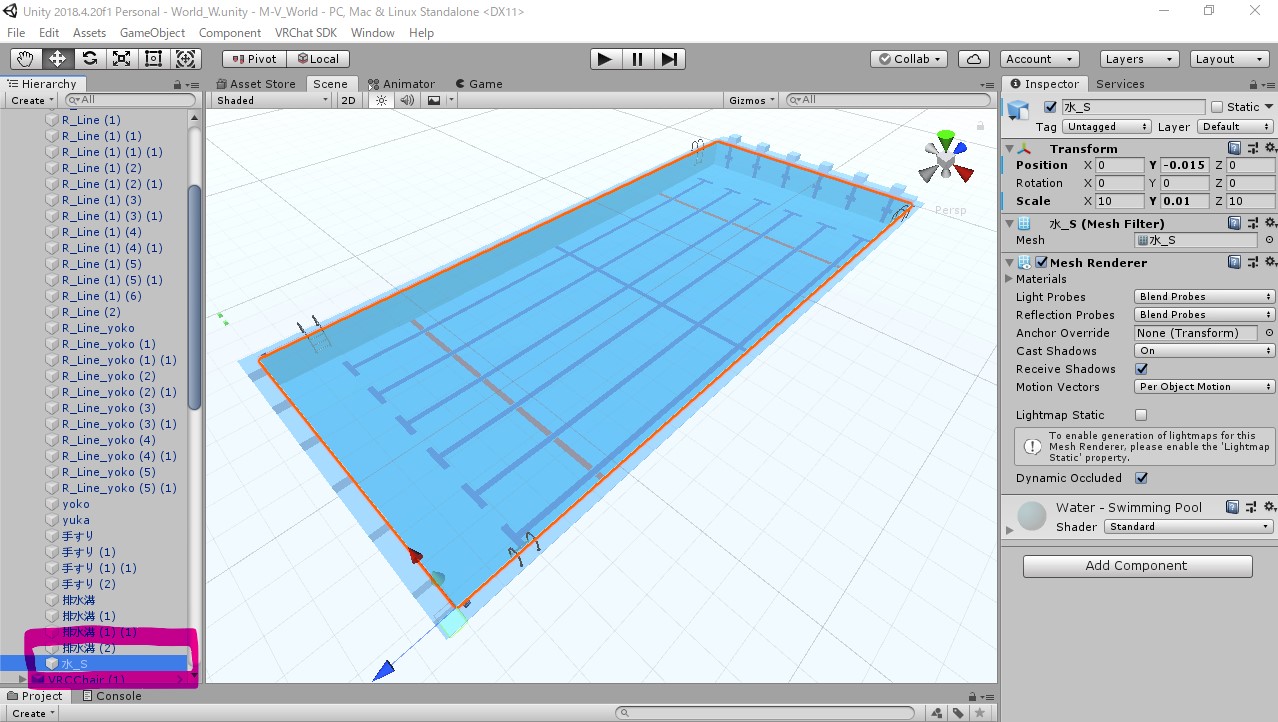 Unity 2018.4.20f1 Personal - World_W.unity - M-V_World - PC, Mac & Linux Standalone <DX11>
File Edit Assets GameObject Component VRChat SDK Window Help
Pivot Local Collab Account Layers Layout
Hierarchy Asset Store Scene Animator Game Inspector Services
Create All Shaded 2D Gizmos All
R_Line (1)
R_Line (1) (1)
R_Line (1) (1) (1)
R_Line (1) (2)
R_Line (1) (2) (1)
R_Line (1) (3)
R_Line (1) (3) (1)
R_Line (1) (4)
R_Line (1) (4) (1)
R_Line (1) (5)
R_Line (1) (5) (1)
R_Line (1) (6)
R_Line (2)
R_Line_yoko
R_Line_yoko (1)
R_Line_yoko (1) (1)
R_Line_yoko (2)
R_Line_yoko (2) (1)
R_Line_yoko (3)
R_Line_yoko (3) (1)
R_Line_yoko (4)
R_Line_yoko (4) (1)
R_Line_yoko (5)
R_Line_yoko (5) (1)
yoko
yuka
手すり
手すり (1)
手すり (1) (1)
手すり (2)
排水溝
排水溝 (1)
排水溝 (1) (1)
排水溝 (2)
水_S
VRCChair (1)
Persp
水_S Static
Tag Untagged Layer Default
Transform
Position X 0 Y -0.015 Z 0
Rotation X 0 Y 0 Z 0
Scale X 10 Y 0.01 Z 10
水_S (Mesh Filter)
Mesh 水_S
Mesh Renderer
Materials
Light Probes Blend Probes
Reflection Probes Blend Probes
Anchor Override None (Transform)
Cast Shadows On
Receive Shadows
Motion Vectors Per Object Motion
Lightmap Static
To enable generation of lightmaps for this
Mesh Renderer, please enable the 'Lightmap
Static' property.
Dynamic Occluded
Water - Swimming Pool
Shader Standard
Add Component
Project Console
Create